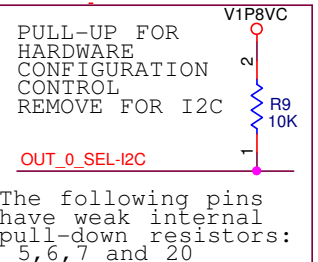 V1P8VC
PULL-UP FOR
HARDWARE
CONFIGURATION
CONTROL
REMOVE FOR I2C
2
R9
10K
1
OUT_0_SEL-I2C
The following pins
have weak internal
pull-down resistors:
5,6,7 and 20